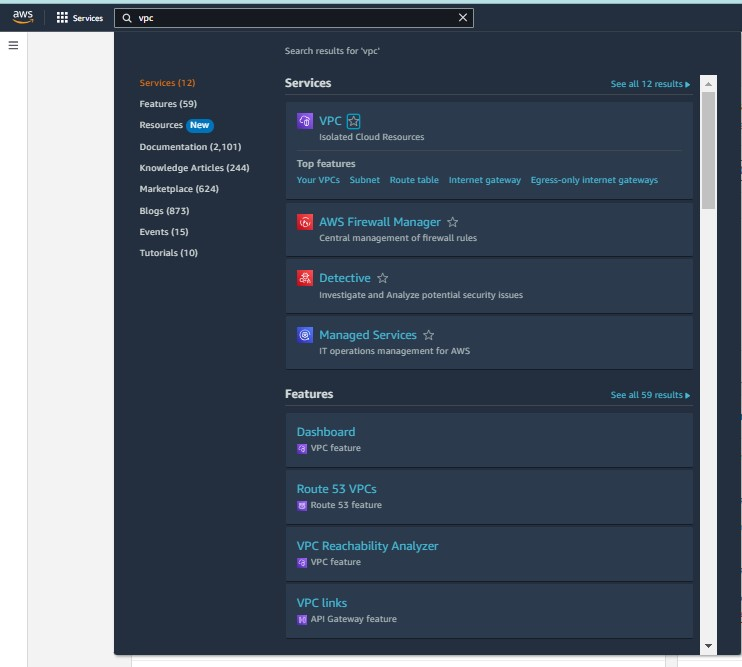 aws
Services
vpc
Search results for 'vpc'
Services (12)
Features (59)
Resources New
Documentation (2,101)
Knowledge Articles (244)
Marketplace (624)
Blogs (873)
Events (15)
Tutorials (10)
Services
See all 12 results
VPC
Isolated Cloud Resources
Top features
Your VPCs Subnet Route table Internet gateway Egress-only internet gateways
AWS Firewall Manager
Central management of firewall rules
Detective
Investigate and Analyze potential security issues
Managed Services
IT operations management for AWS
Features
See all 59 results
Dashboard
VPC feature
Route 53 VPCs
Route 53 feature
VPC Reachability Analyzer
VPC feature
VPC links
API Gateway feature